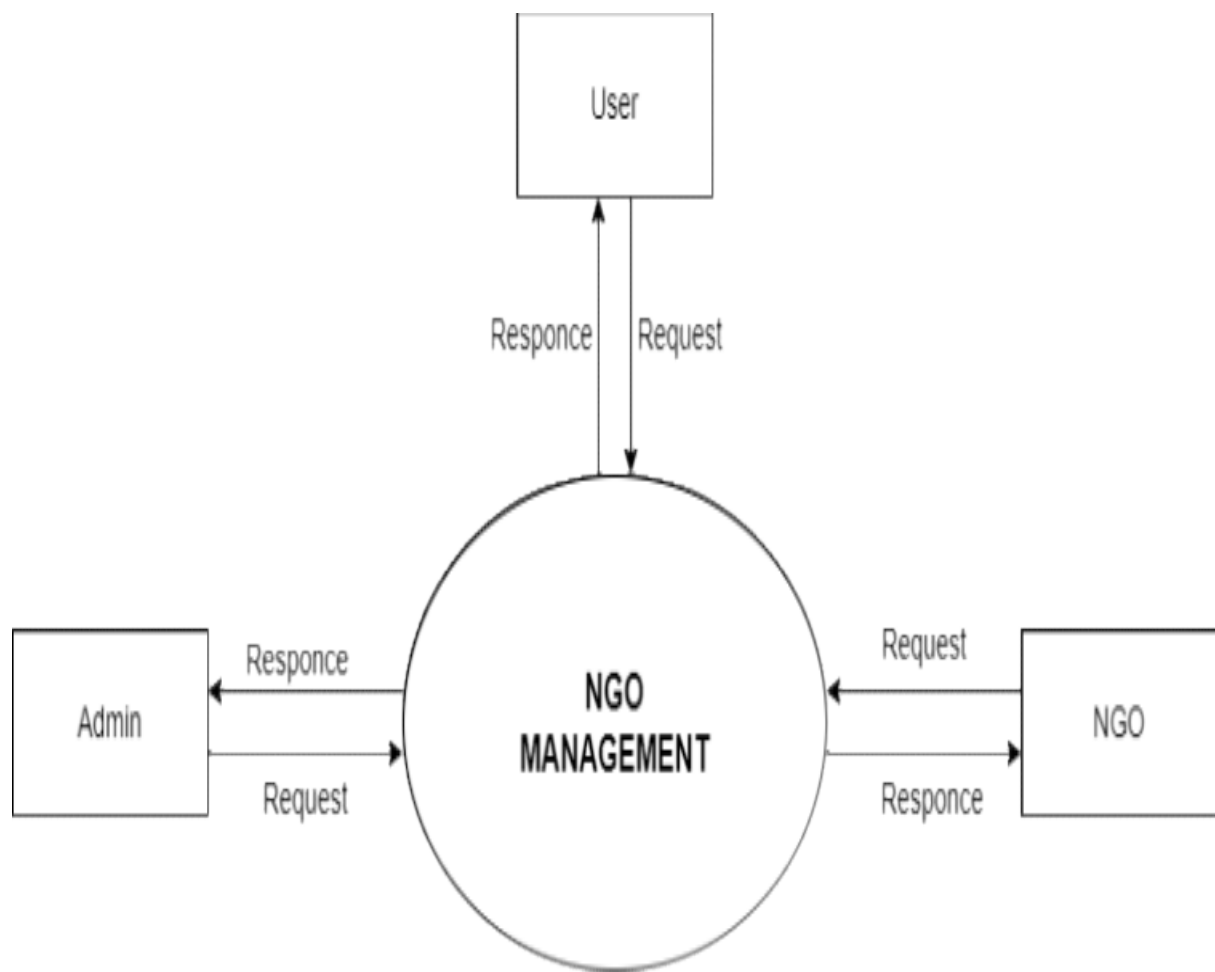 User
Responce
Request
Responce
Request
Admin
NGO
MANAGEMENT
NGO
Request
Responce